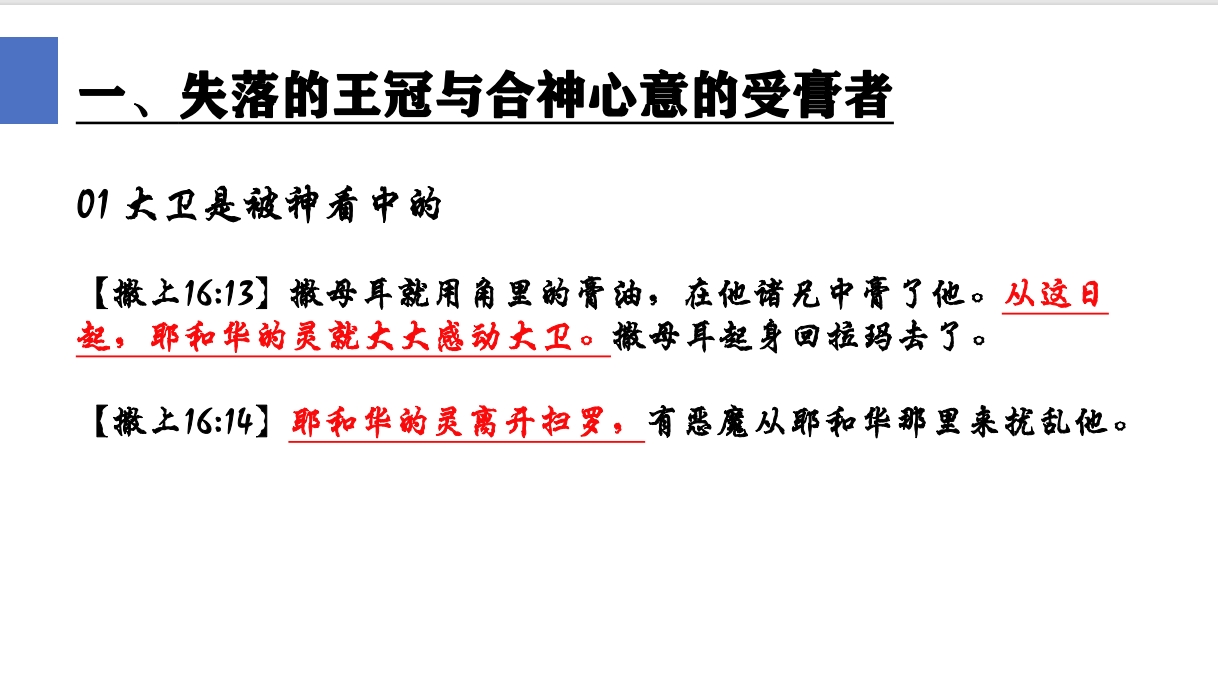 一、失落的王冠与合神心意的受膏者
01 大卫是被神看中的
【撒上16:13】撒母耳就用角里的膏油，在他诸兄中膏了他。从这日
起，耶和华的灵就大大感动大卫。撒母耳起身回拉玛去了。
【撒上16:14】耶和华的灵离开扫罗，有恶魔从耶和华那里来扰乱他。